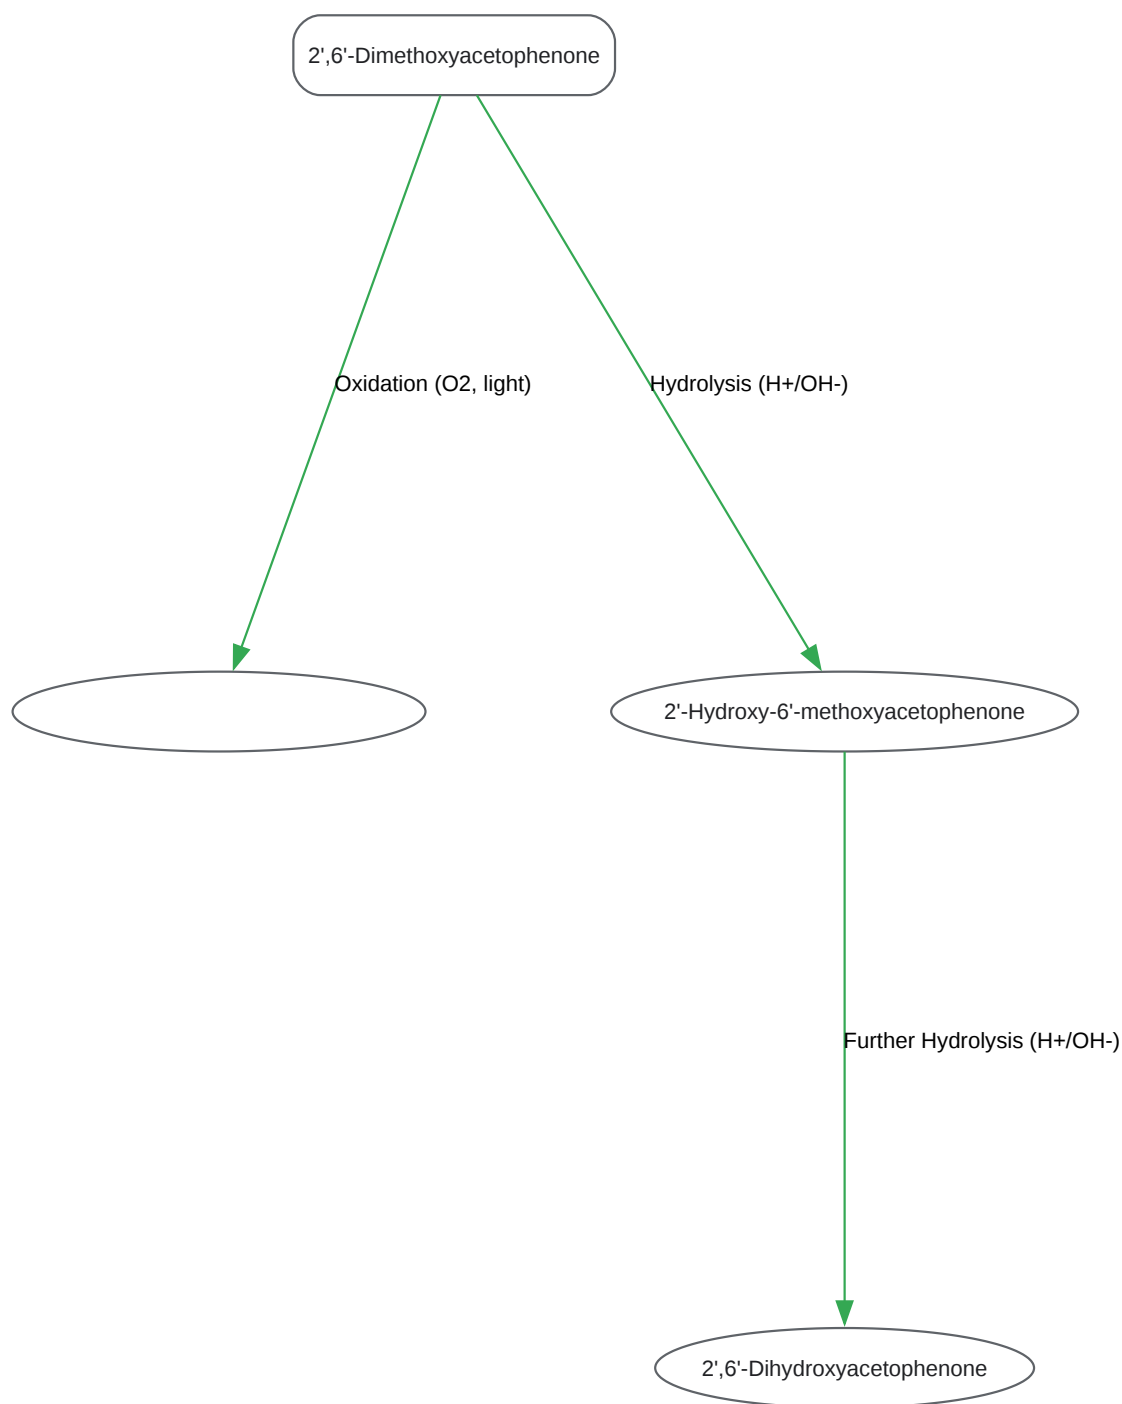 2',6'-Dimethoxyacetophenone
Oxidation (O2, light)
Hydrolysis (H+/OH-)
2'-Hydroxy-6'-methoxyacetophenone
Further Hydrolysis (H+/OH-)
2',6'-Dihydroxyacetophenone